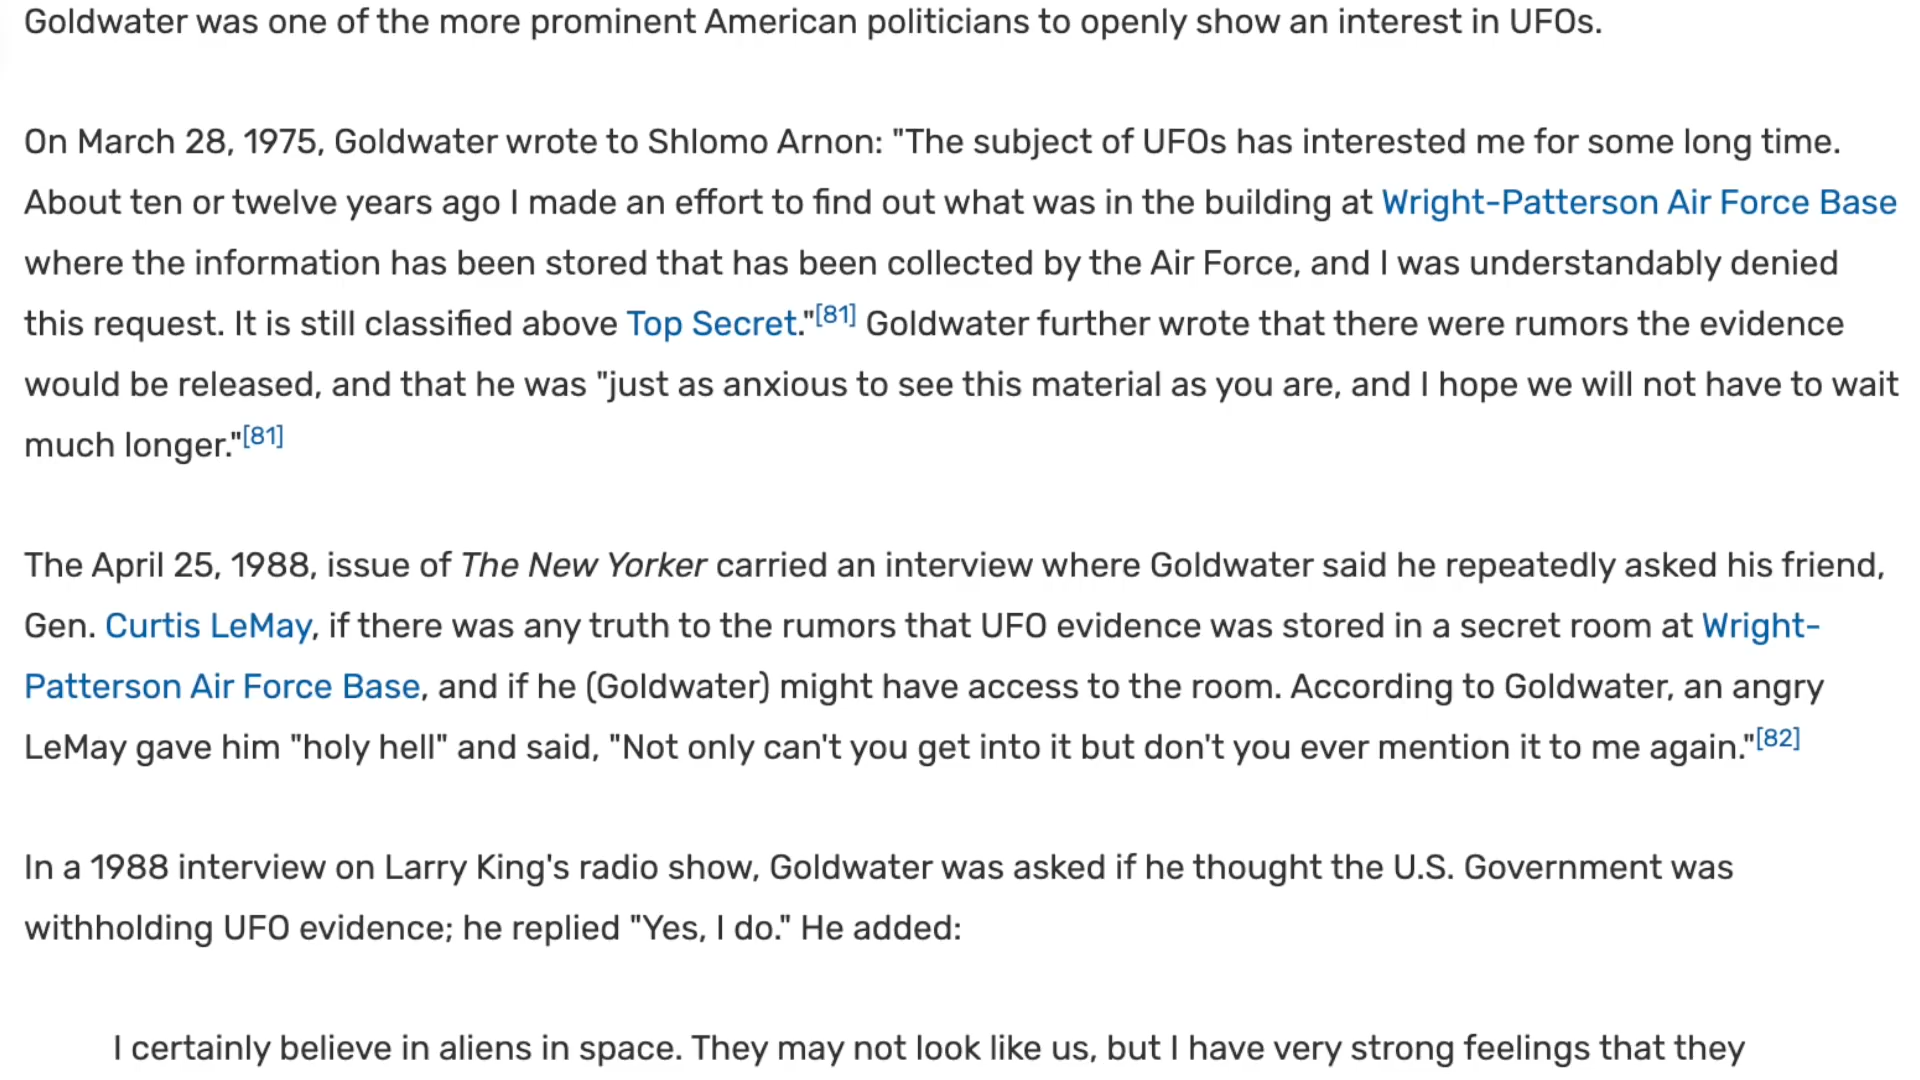 Goldwater was one of the more prominent American politicians to openly show an interest in UFOs.
On March 28, 1975, Goldwater wrote to Shlomo Arnon: "The subject of UFOs has interested me for some long time.
About ten or twelve years ago I made an effort to find out what was in the building at Wright-Patterson Air Force Base
where the information has been stored that has been collected by the Air Force, and I was understandably denied
this request. It is still classified above Top Secret."[81] Goldwater further wrote that there were rumors the evidence
would be released, and that he was "just as anxious to see this material as you are, and I hope we will not have to wait
much longer."[81]
The April 25, 1988, issue of The New Yorker carried an interview where Goldwater said he repeatedly asked his friend,
Gen. Curtis LeMay, if there was any truth to the rumors that UFO evidence was stored in a secret room at Wright-
Patterson Air Force Base, and if he (Goldwater) might have access to the room. According to Goldwater, an angry
LeMay gave him "holy hell" and said, "Not only can't you get into it but don't you ever mention it to me again."[82]
In a 1988 interview on Larry King's radio show, Goldwater was asked if he thought the U.S. Government was
withholding UFO evidence; he replied "Yes, I do." He added:
I certainly believe in aliens in space. They may not look like us, but I have very strong feelings that they